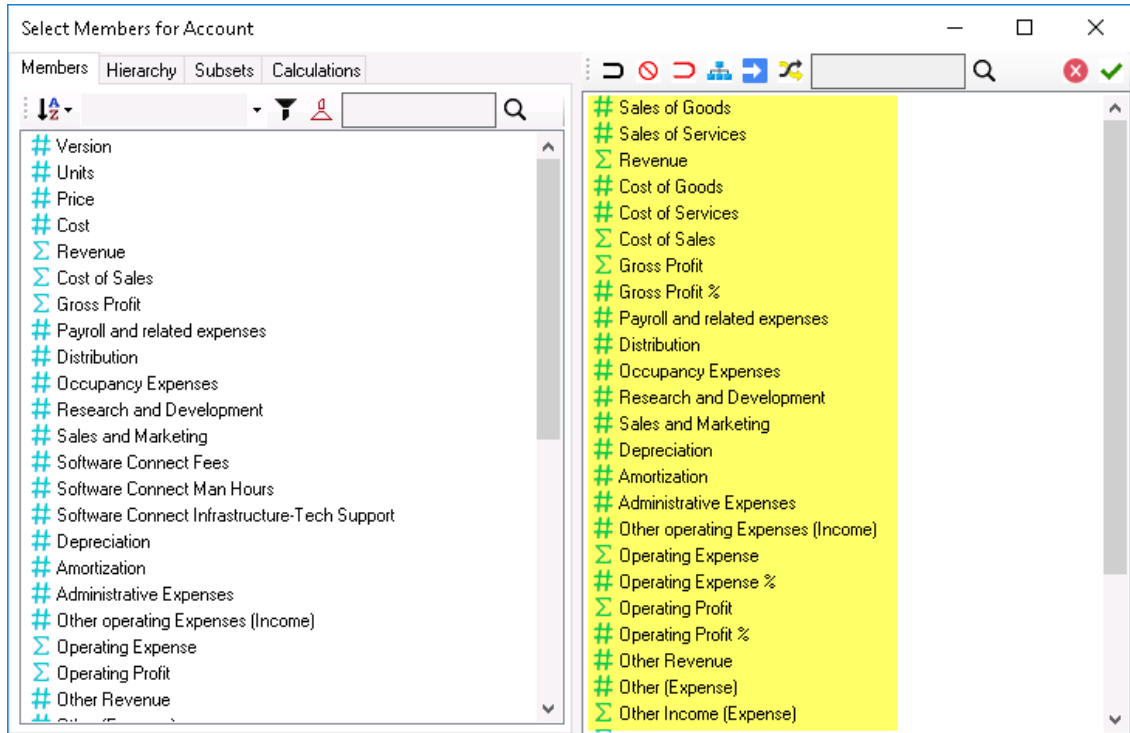 Select Members for Account
Members Hierarchy Subsets Calculations
Version
Units
Price
Cost
Revenue
Cost of Sales
Gross Profit
Payroll and related expenses
Distribution
Occupancy Expenses
Research and Development
Sales and Marketing
Software Connect Fees
Software Connect Man Hours
Software Connect Infrastructure-Tech Support
Depreciation
Amortization
Administrative Expenses
Other operating Expenses (Income)
Operating Expense
Operating Profit
Other Revenue
Sales of Goods
Sales of Services
Revenue
Cost of Goods
Cost of Services
Cost of Sales
Gross Profit
Gross Profit %
Payroll and related expenses
Distribution
Occupancy Expenses
Research and Development
Sales and Marketing
Depreciation
Amortization
Administrative Expenses
Other operating Expenses (Income)
Operating Expense
Operating Expense %
Operating Profit
Operating Profit %
Other Revenue
Other (Expense)
Other Income (Expense)